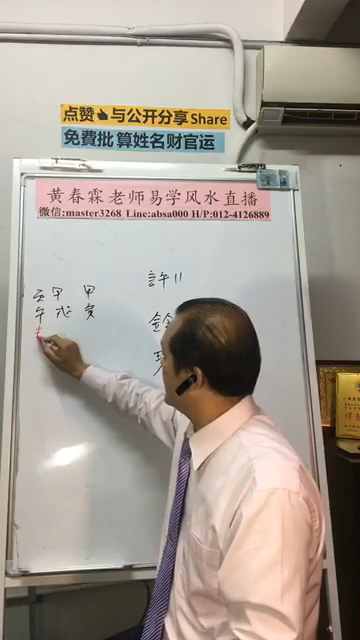 点赞与公开分享Share
免費批算姓名财官运
黄春霖老师易学风水直播
微信:master3268 Line:absa000 H/P:012-4126889
許 11
壬甲 甲
午戌 寅